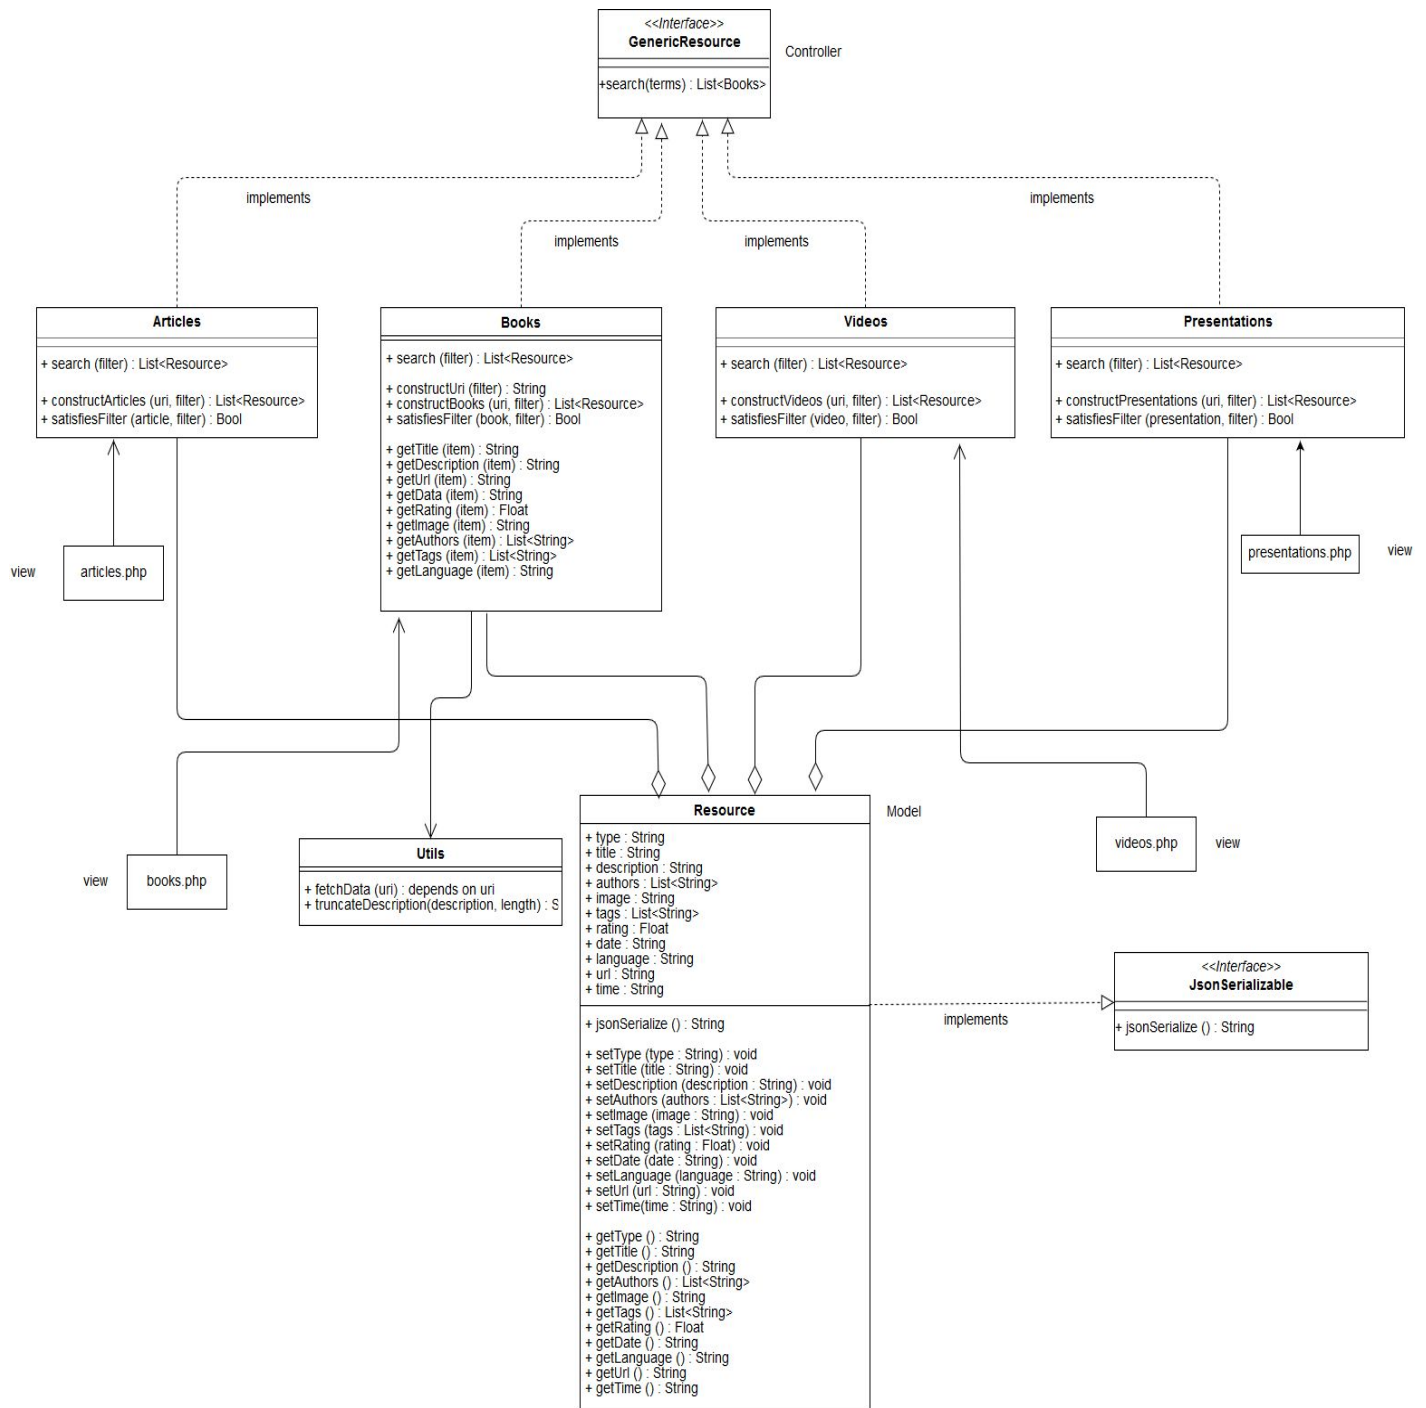 <<Interface>>
GenericResource
+search(terms) : List<Books>
Controller
implements
implements
implements
implements
Articles
+ search (filter) : List<Resource>
+ constructArticles (uri, filter) : List<Resource>
+ satisfiesFilter (article, filter) : Bool
Books
+ search (filter) : List<Resource>
+ constructUri (filter) : String
+ constructBooks (uri, filter) : List<Resource>
+ satisfiesFilter (book, filter) : Bool
+ getTitle (item) : String
+ getDescription (item) : String
+ getUrl (item) : String
+ getData (item) : String
+ getRating (item) : Float
+ getImage (item) : String
+ getAuthors (item) : List<String>
+ getTags (item) : List<String>
+ getLanguage (item) : String
Videos
+ search (filter) : List<Resource>
+ constructVideos (uri, filter) : List<Resource>
+ satisfiesFilter (video, filter) : Bool
Presentations
+ search (filter) : List<Resource>
+ constructPresentations (uri, filter) : List<Resource>
+ satisfiesFilter (presentation, filter) : Bool
view
articles.php
presentations.php
view
view
books.php
Utils
+ fetchData (uri) : depends on uri
+ truncateDescription(description, length) : S
Resource
Model
+ type : String
+ title : String
+ description : String
+ authors : List<String>
+ image : String
+ tags : List<String>
+ rating : Float
+ date : String
+ language : String
+ url : String
+ time : String
+ jsonSerialize () : String
+ setType (type : String) : void
+ setTitle (title : String) : void
+ setDescription (description : String) : void
+ setAuthors (authors : List<String>) : void
+ setImage (image : String) : void
+ setTags (tags : List<String) : void
+ setRating (rating : Float) : void
+ setDate (date : String) : void
+ setLanguage (language : String) : void
+ setUrl (url : String) : void
+ setTime(time : String) : void
+ getType () : String
+ getTitle () : String
+ getDescription () : String
+ getAuthors () : List<String>
+ getImage () : String
+ getTags () : List<String>
+ getRating () : Float
+ getDate () : String
+ getLanguage () : String
+ getUrl () : String
+ getTime () : String
videos.php
view
implements
<<Interface>>
JsonSerializable
+ jsonSerialize () : String